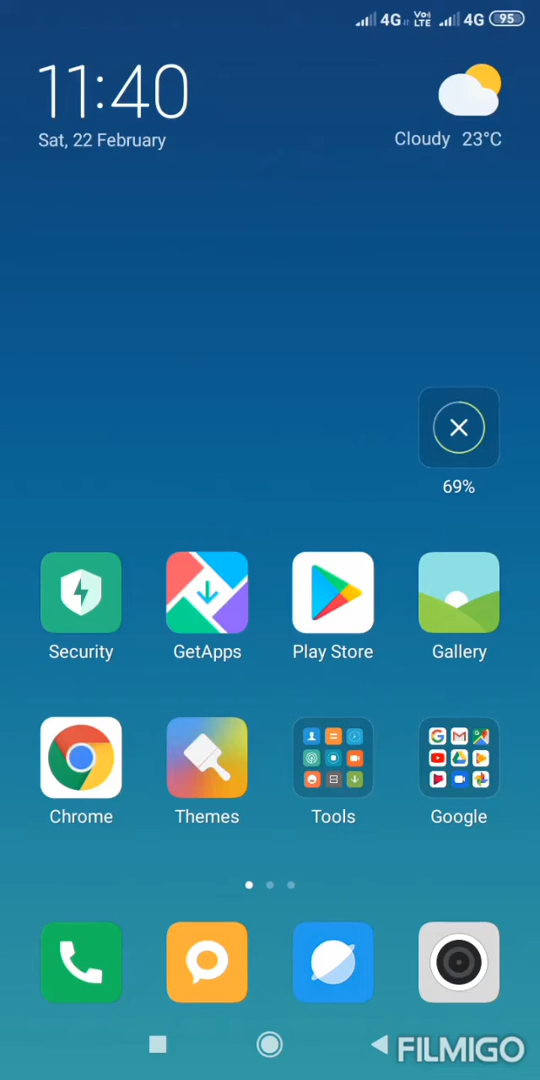 4G VoLTE 4G 95
11:40
Sat, 22 February
Cloudy 23°C
69%
Security GetApps Play Store Gallery
Chrome Themes Tools Google
FILMIGO